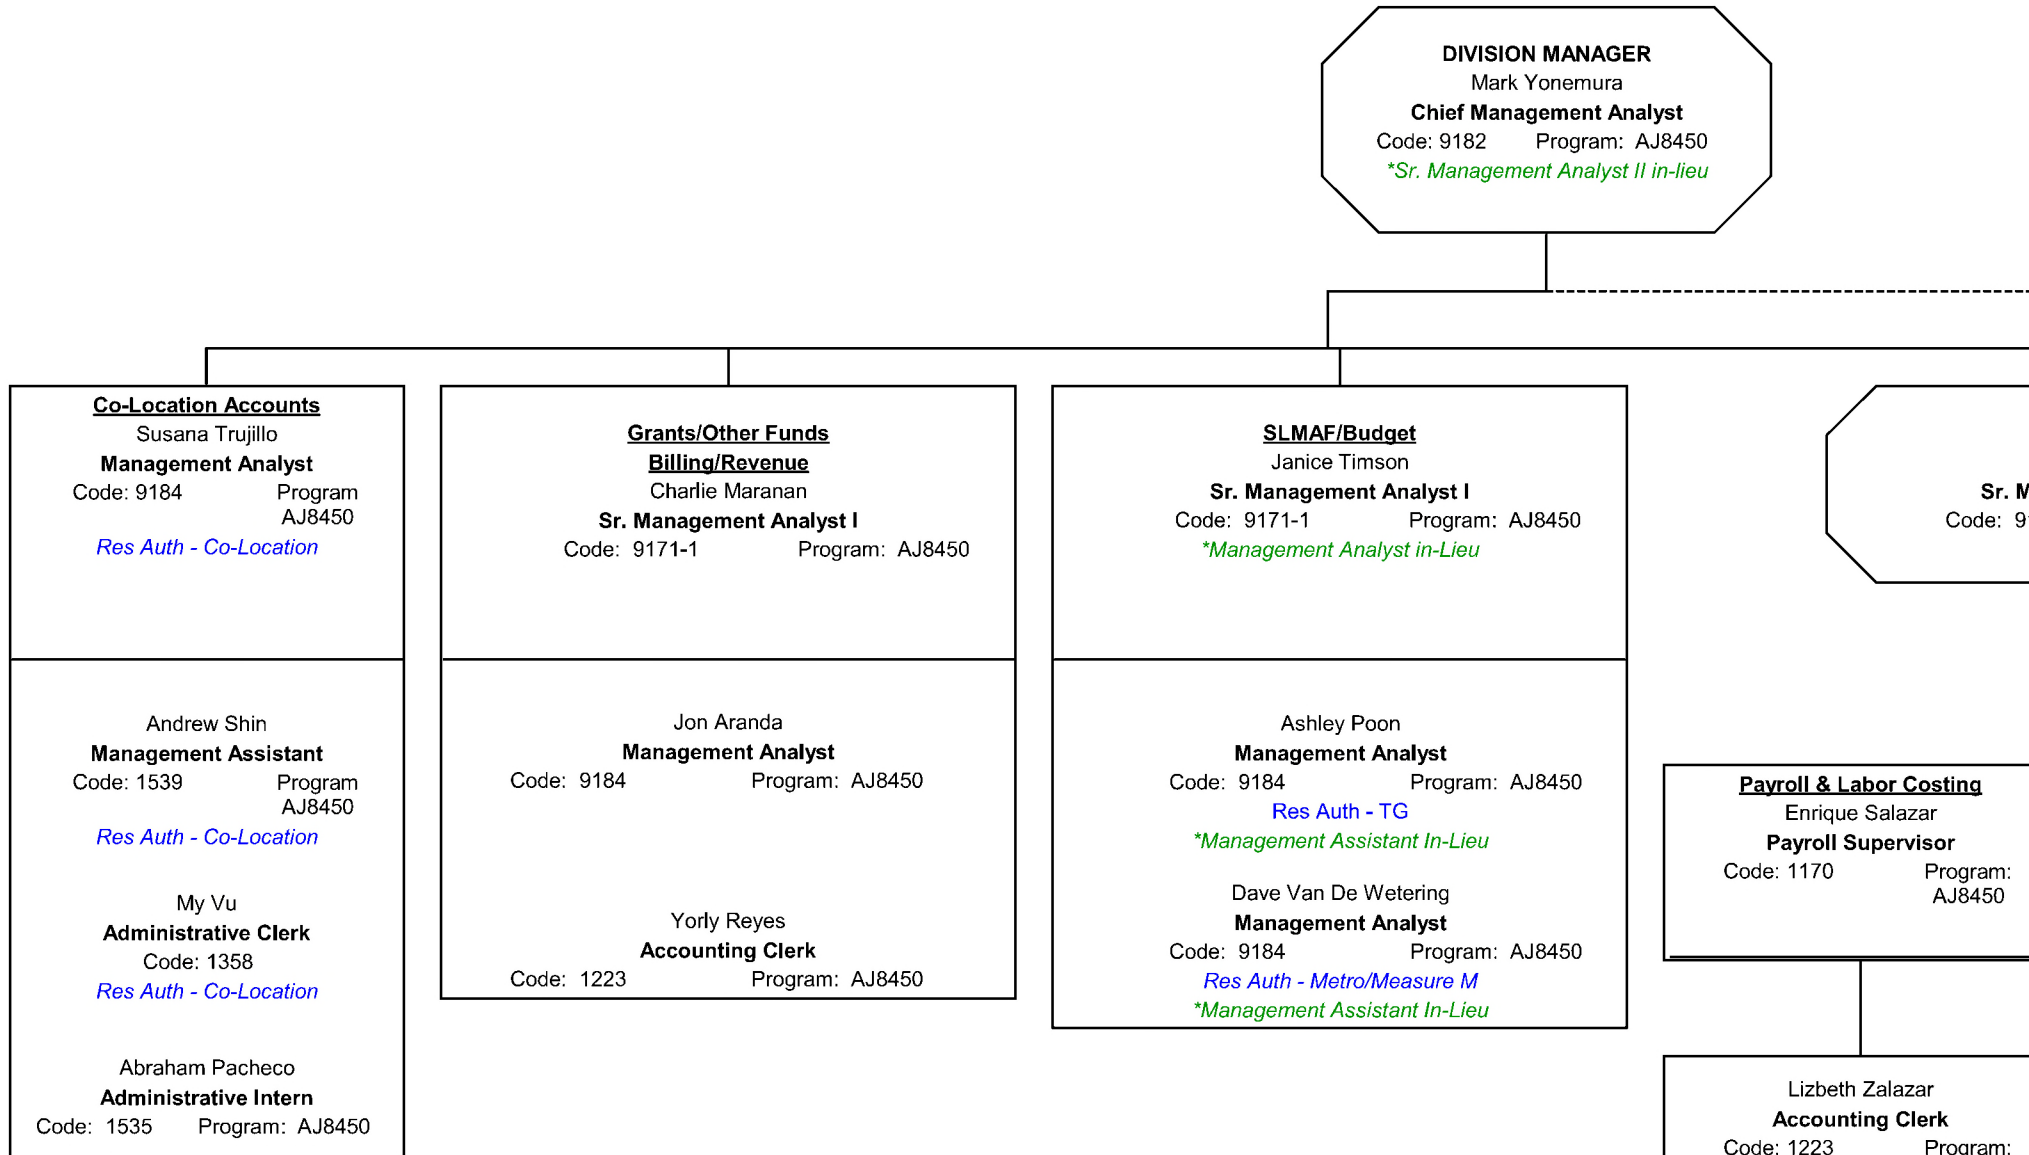 DIVISION MANAGER
Mark Yonemura
Chief Management Analyst
Code: 9182 Program: AJ8450
*Sr. Management Analyst II in-lieu
Co-Location Accounts
Susana Trujillo
Management Analyst
Code: 9184 Program
AJ8450
Res Auth - Co-Location
Andrew Shin
Management Assistant
Code: 1539 Program
AJ8450
Res Auth - Co-Location
My Vu
Administrative Clerk
Code: 1358
Res Auth - Co-Location
Abraham Pacheco
Administrative Intern
Code: 1535 Program: AJ8450
Grants/Other Funds
Billing/Revenue
Charlie Maranan
Sr. Management Analyst I
Code: 9171-1 Program: AJ8450
Jon Aranda
Management Analyst
Code: 9184 Program: AJ8450
Yorly Reyes
Accounting Clerk
Code: 1223 Program: AJ8450
SLMAF/Budget
Janice Timson
Sr. Management Analyst I
Code: 9171-1 Program: AJ8450
*Management Analyst in-Lieu
Ashley Poon
Management Analyst
Code: 9184 Program: AJ8450
Res Auth - TG
*Management Assistant In-Lieu
Dave Van De Wetering
Management Analyst
Code: 9184 Program: AJ8450
Res Auth - Metro/Measure M
*Management Assistant In-Lieu
Sr.
Code:
Payroll & Labor Costing
Enrique Salazar
Payroll Supervisor
Code: 1170 Program:
AJ8450
Lizbeth Zalazar
Accounting Clerk
Code: 1223 Program: